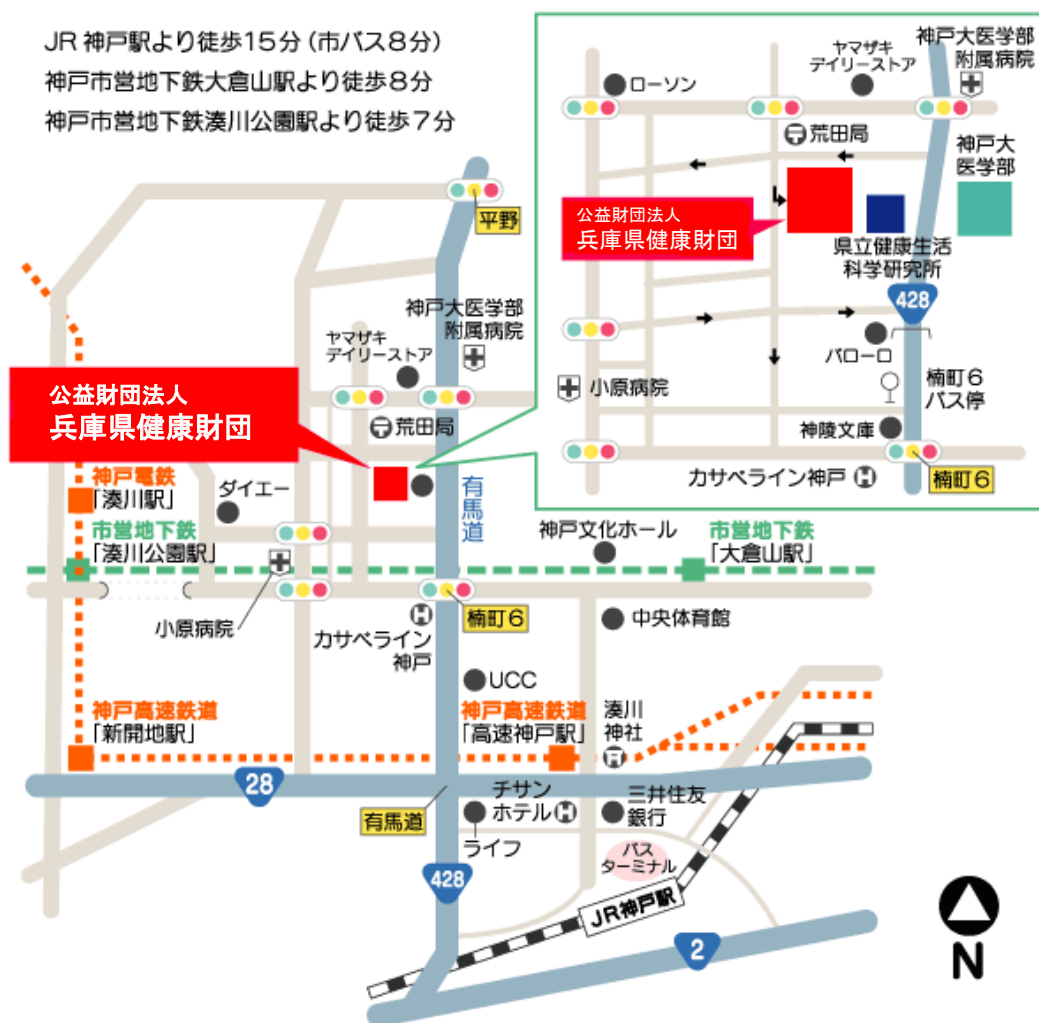 JR 神戸駅より徒歩15分(市バス8分)
神戸市営地下鉄大倉山駅より徒歩8分
神戸市営地下鉄湊川公園駅より徒歩7分
神戸大医学部
附属病院
ヤマザキ
デイリーストア
ローソン
荒田局
神戸大
医学部
公益財団法人
兵庫県健康財団
県立健康生活
科学研究所
428
パローロ
小原病院
楠町6
バス停
神陵文庫
カサベライン神戸
H
楠町6
平野
神戸大医学部
附属病院
ヤマザキ
デイリーストア
公益財団法人
兵庫県健康財団
荒田局
神戸電鉄
「湊川駅」
ダイエー
有馬道
市営地下鉄
「湊川公園駅」
神戸文化ホール
市営地下鉄
「大倉山駅」
小原病院
カサベライン
神戸
H
楠町6
中央体育館
UCC
神戸高速鉄道
「新開地駅」
神戸高速鉄道
「高速神戸駅」
湊川
神社
28
有馬道
チサン
ホテル
H
三井住友
銀行
ライフ
バス
ターミナル
428
JR神戸駅
2
N